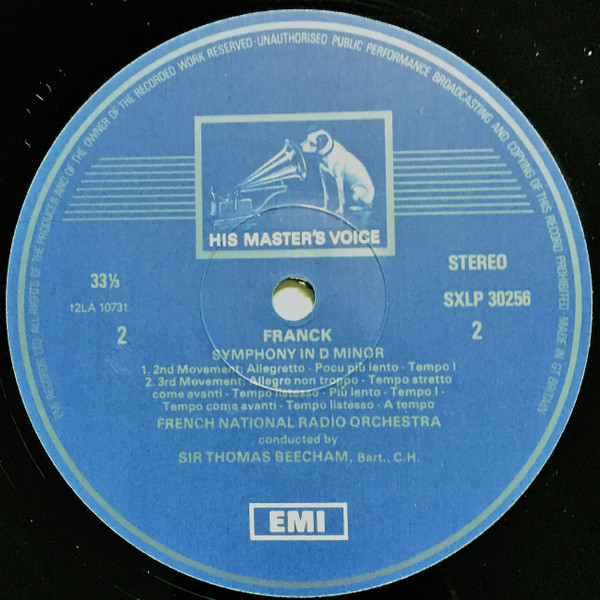 EMI RECORDS LTD · ALL RIGHTS OF THE PRODUCER AND OF THE OWNER OF THE RECORDED WORK RESERVED · UNAUTHORISED PUBLIC PERFORMANCE BROADCASTING AND COPYING OF THIS RECORD PROHIBITED · MADE IN GT BRITAIN
HIS MASTER'S VOICE
STEREO
33⅓
SXLP 30256
t2LA 10731
2
2
FRANCK
SYMPHONY IN D MINOR
1. 2nd Movement: Allegretto - Pocu più lento - Tempo I
2. 3rd Movement: Allegro non troppo - Tempo stretto
come avanti - Tempo listesso - Più lento - Tempo I -
Tempo come avanti - Tempo listesso - A tempo
FRENCH NATIONAL RADIO ORCHESTRA
conducted by
SIR THOMAS BEECHAM, Bart., C.H.
EMI